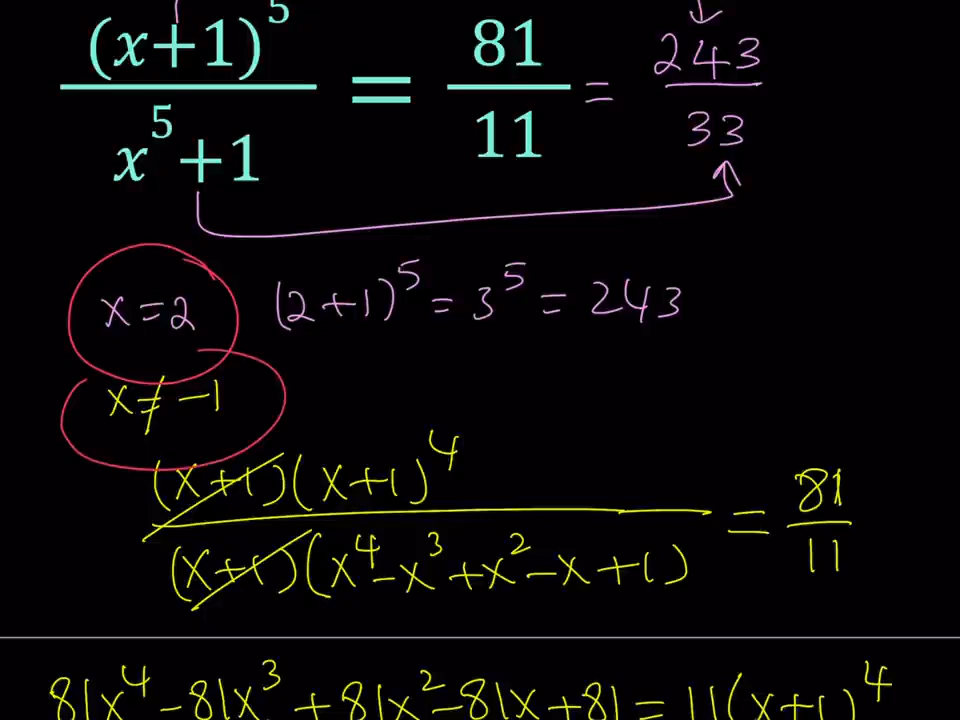 (x+1)^5 / (x^5+1) = 81/11 = 243/33
x=2 (2+1)^5 = 3^5 = 243
x≠-1
(x+1)(x+1)^4 / (x+1)(x^4-x^3+x^2-x+1) = 81/11
81x^4-81x^3+81x^2-81x+81=11(x+1)^4